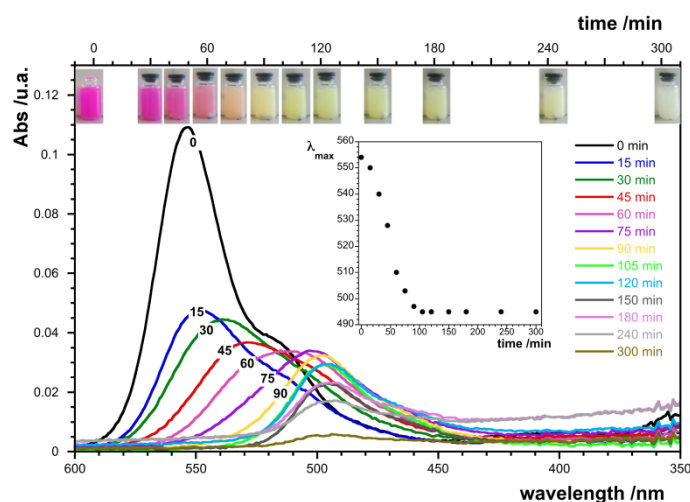 time /min
0 60 120 180 240 300
Abs /u.a.
0.12
0.1
0.08
0.06
0.04
0.02
0
0
15
30
45
60
75
90
λmax
560
550
540
530
520
510
500
490
0 50 100 150 200 250 300
time /min
0 min
15 min
30 min
45 min
60 min
75 min
90 min
105 min
120 min
150 min
180 min
240 min
300 min
600 550 500 450 400 350
wavelength /nm